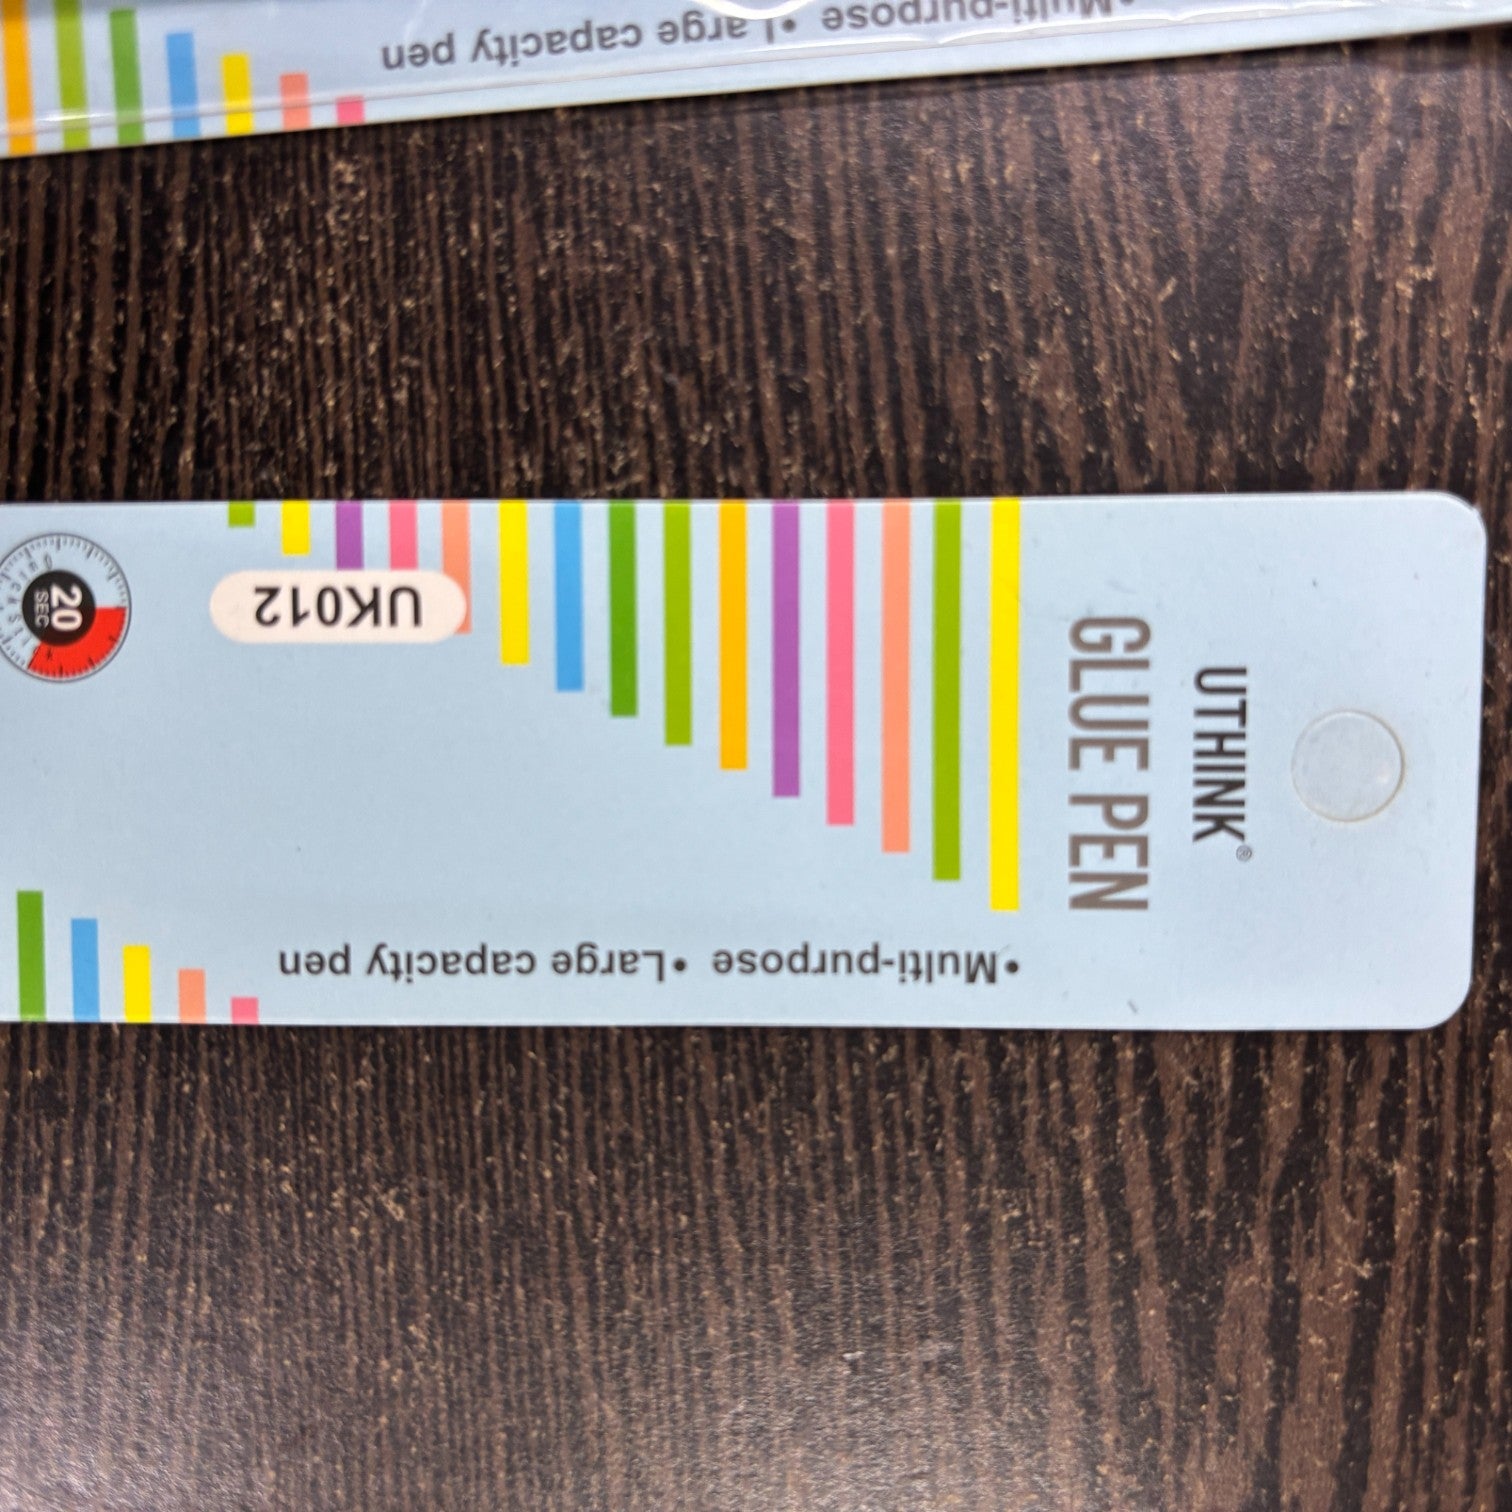 UTHINK®
GLUE PEN
•Multi-purpose •Large capacity pen
UK012
20
SEC
•Multi-purpose •Large capacity pen